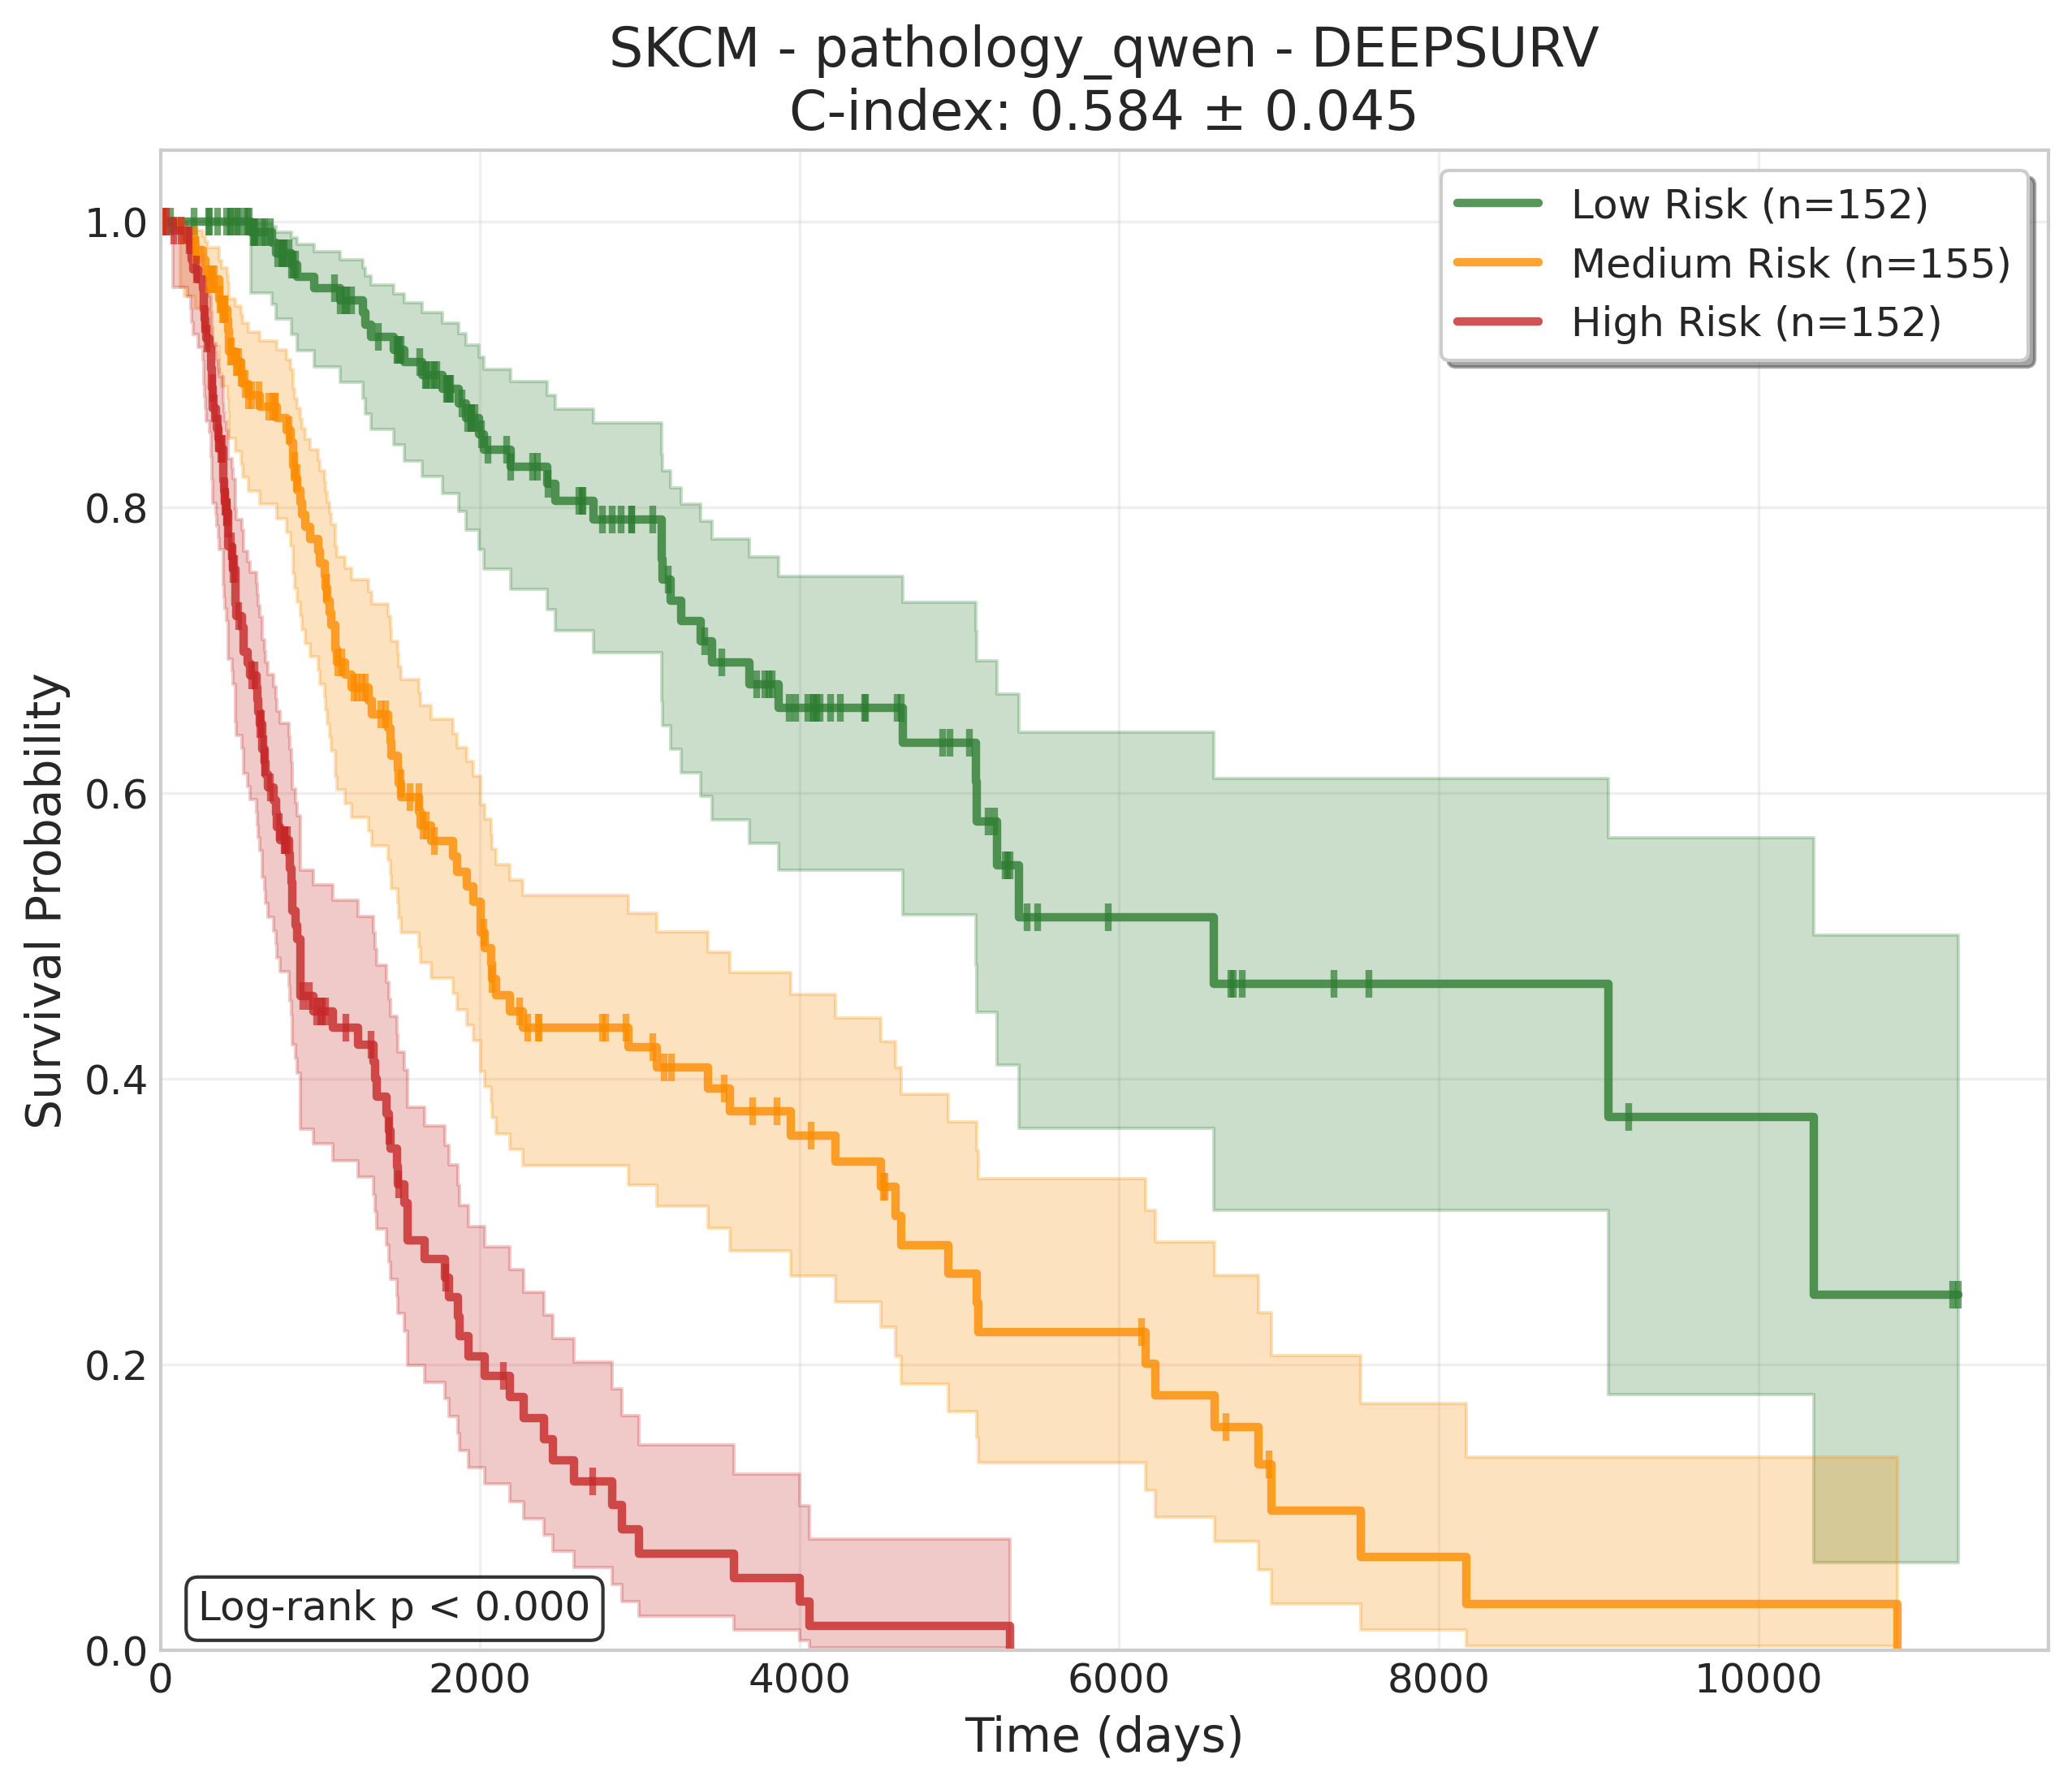 SKCM - pathology_qwen - DEEPSURV
C-index: 0.584 ± 0.045
Low Risk (n=152)
Medium Risk (n=155)
High Risk (n=152)
Survival Probability
1.0
0.8
0.6
0.4
0.2
0.0
Log-rank p < 0.000
0 2000 4000 6000 8000 10000
Time (days)